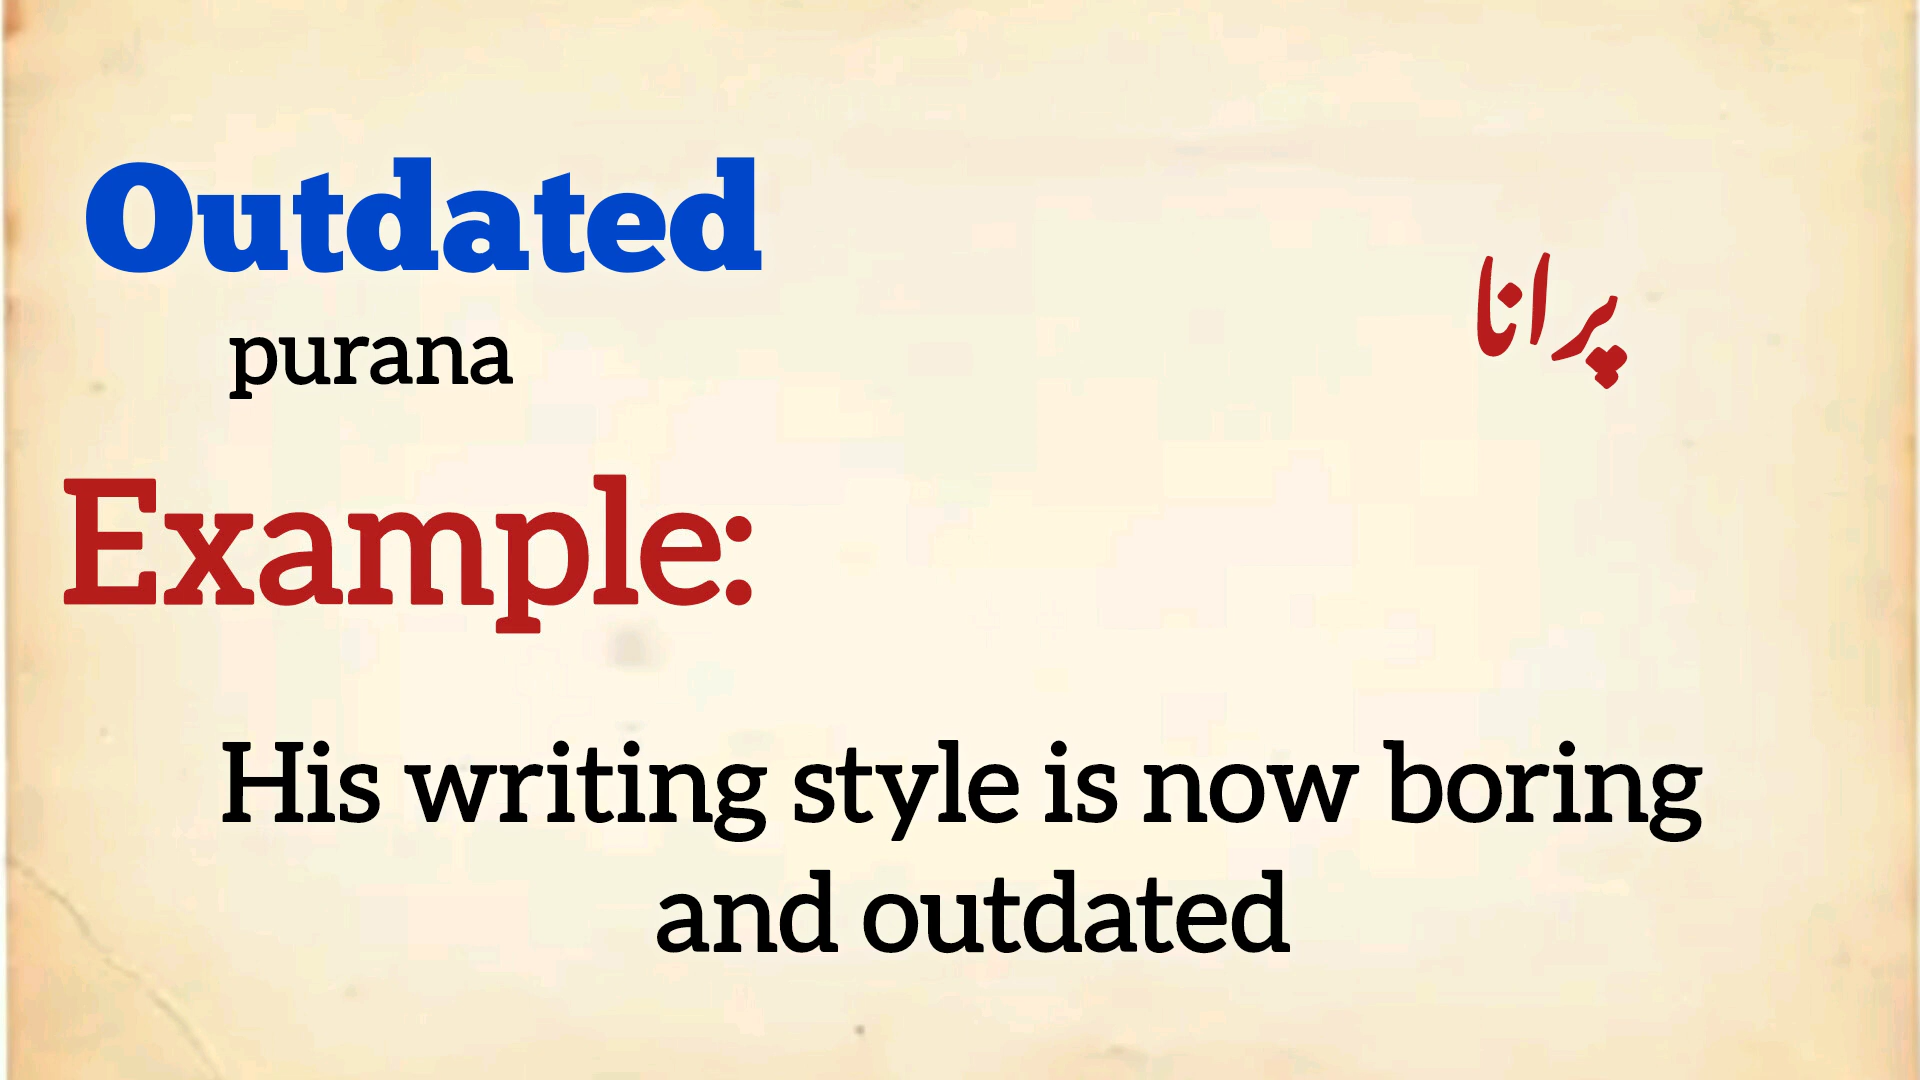 Outdated
پرانا
purana
Example:
His writing style is now boring
and outdated